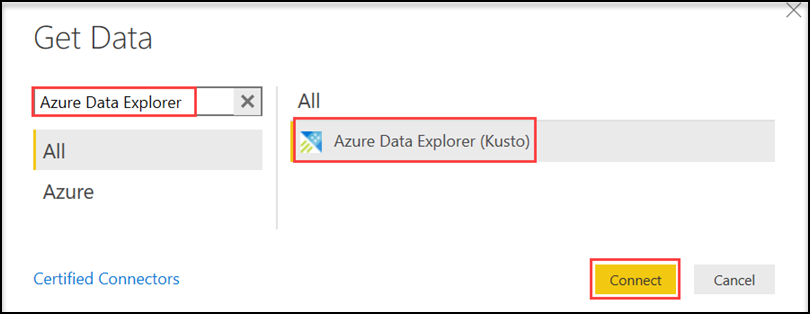 Get Data
Azure Data Explorer
All
Azure
All
Azure Data Explorer (Kusto)
Certified Connectors
Connect
Cancel